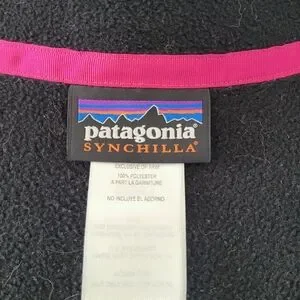 patagonia®
SYNCHILLA®
EXCLUSIVE OF TRIM
100% POLYESTER
A PART LA GARNITURE
NO INCLUYE EL ADORNO